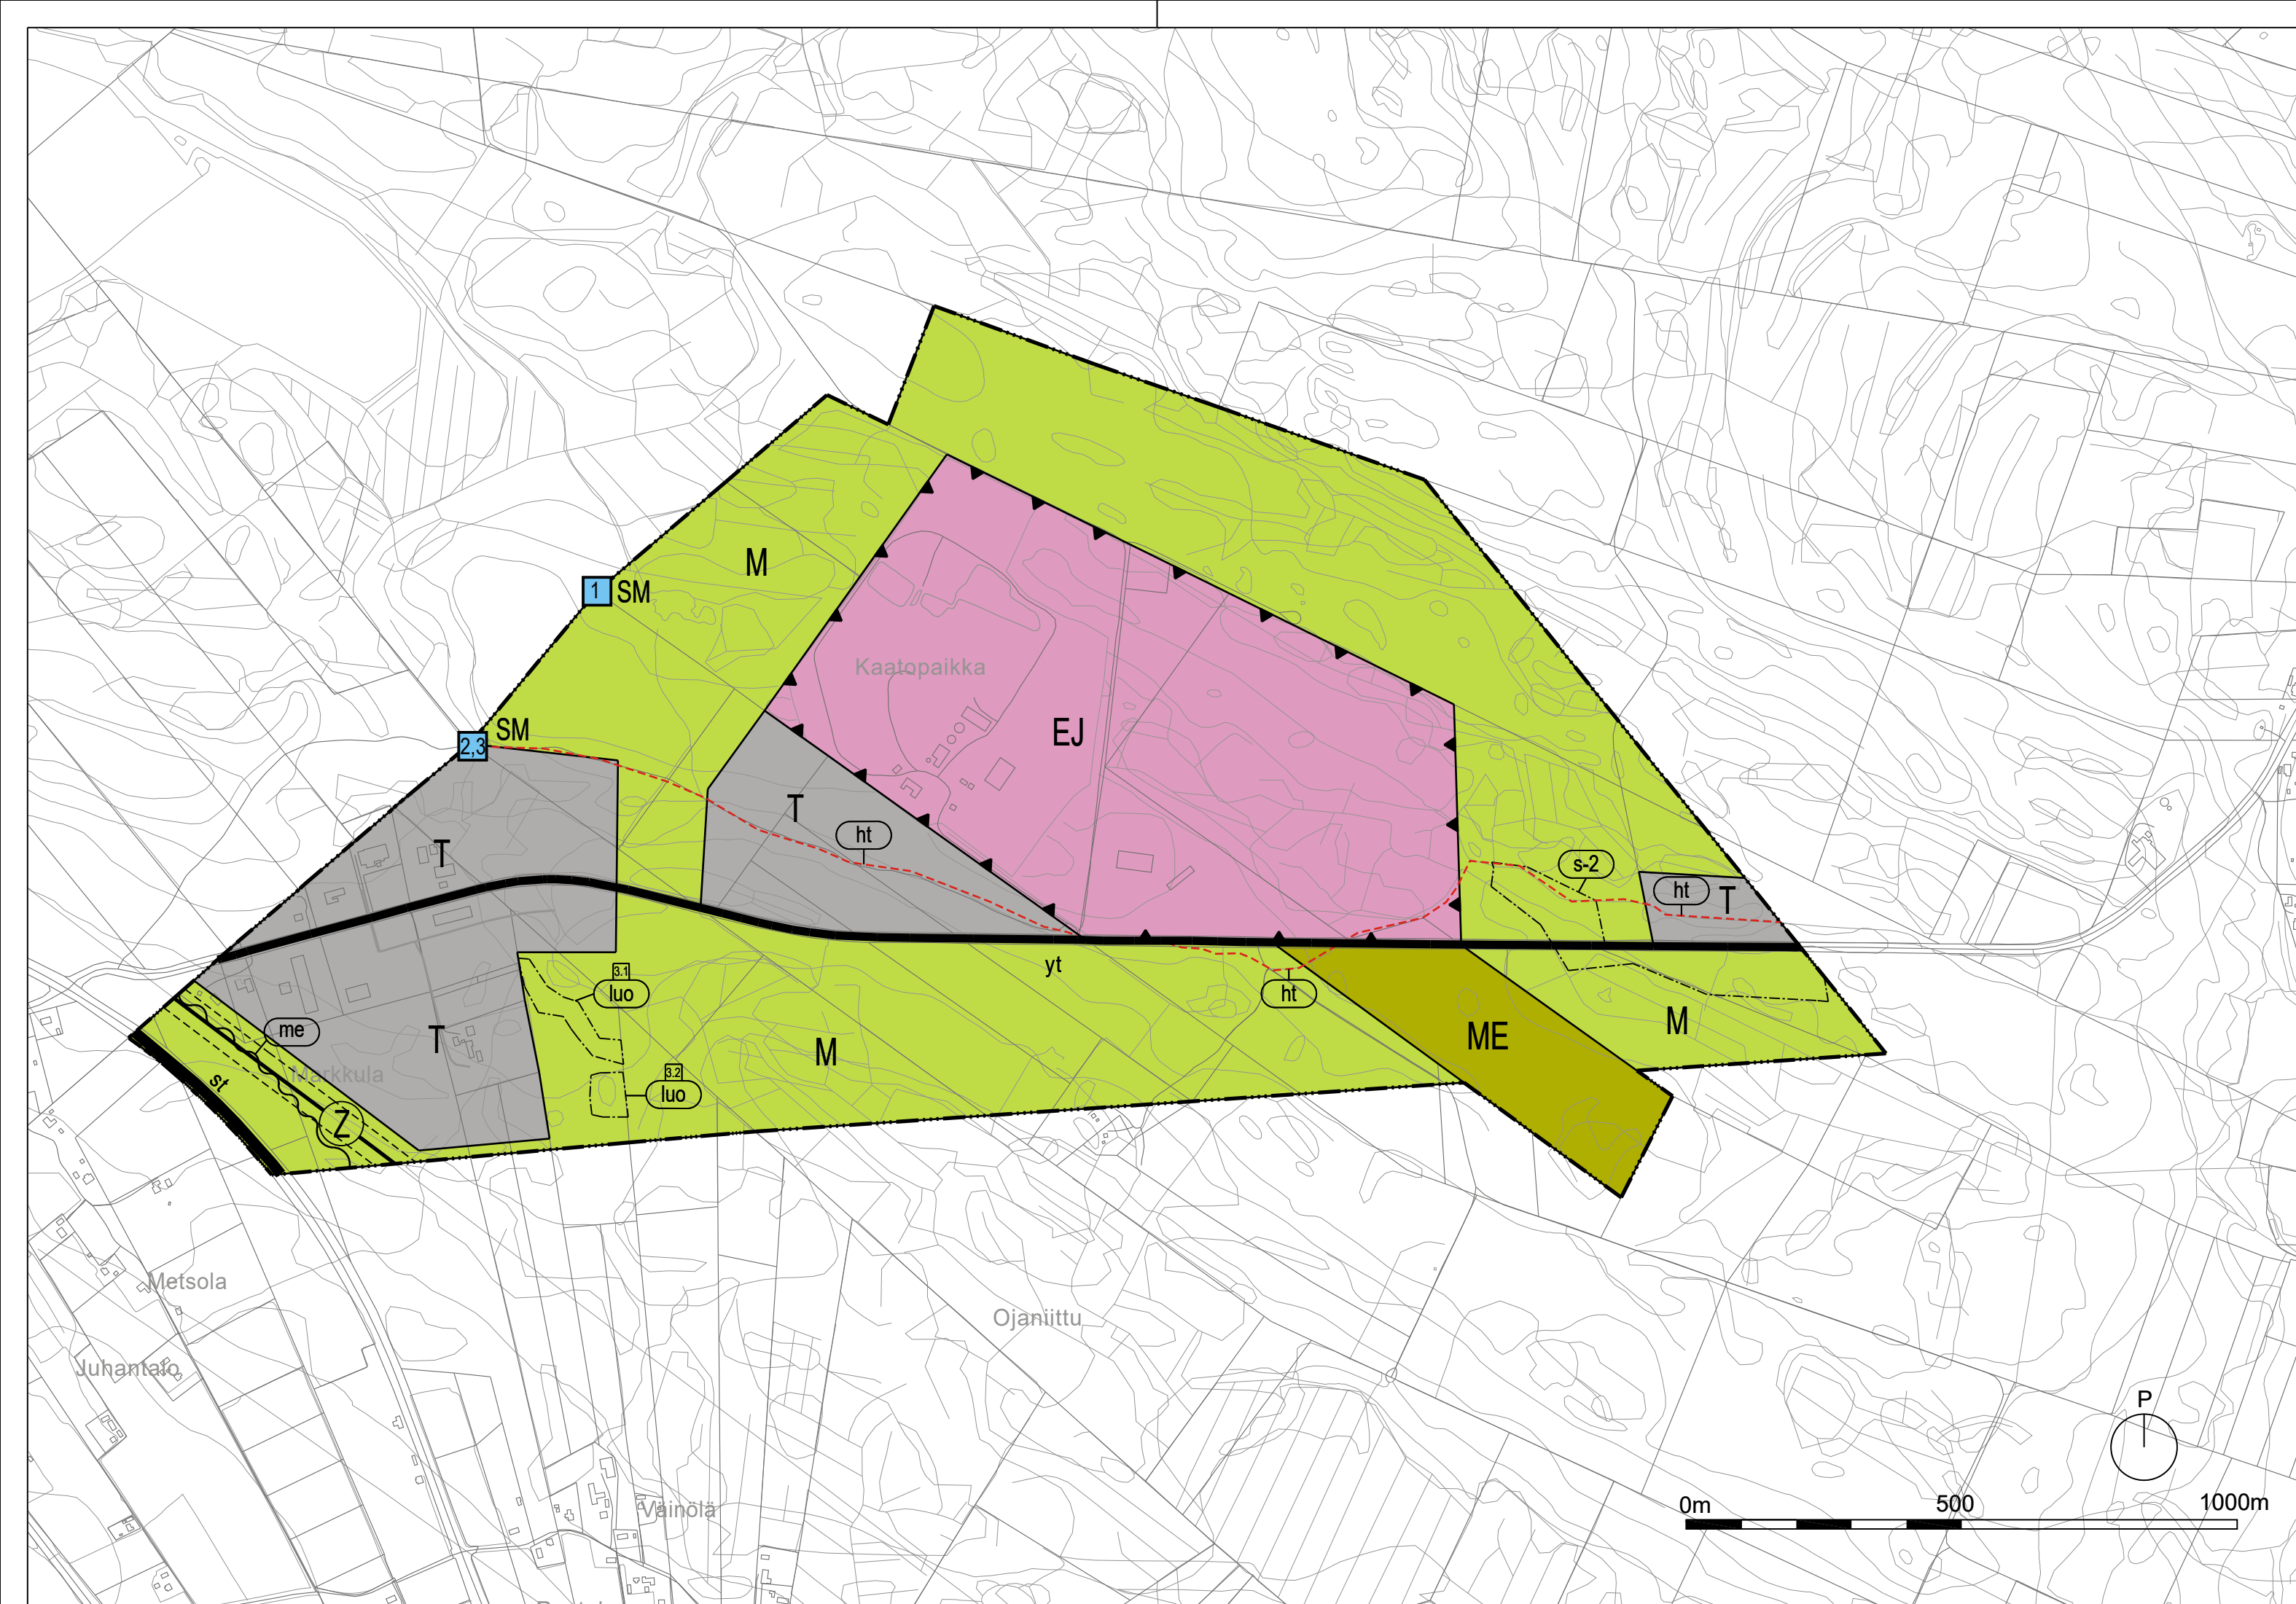 M
1
SM
Kaatopaikka
SM
2,3
EJ
T
ht
T
s-2
ht
T
yt
3.1
luo
ht
M
me
T
ME
M
Markkula
3.2
luo
st
Z
Metsola
Ojaniittu
Juhantalo
P
0m
500
1000m
Väinölä